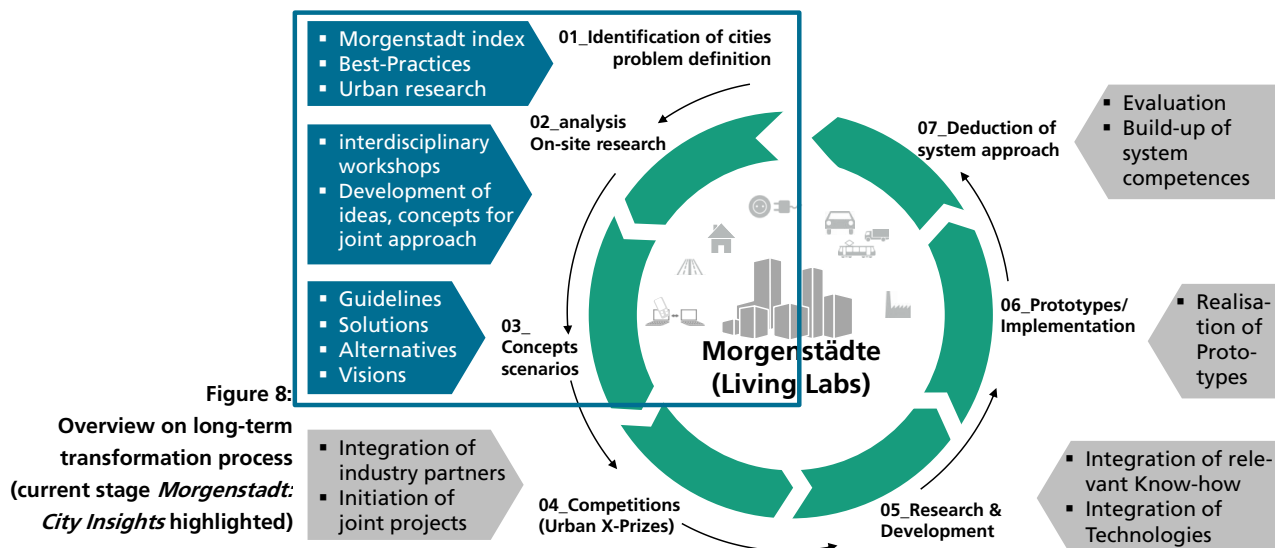 ▪ Morgenstadt index
▪ Best-Practices
▪ Urban research
01_Identification of cities
problem definition
▪ interdisciplinary
workshops
▪ Development of
ideas, concepts for
joint approach
02_analysis
On-site research
▪ Guidelines
▪ Solutions
▪ Alternatives
▪ Visions
03_
Concepts
scenarios
▪ Integration of
industry partners
▪ Initiation of
joint projects
04_Competitions
(Urban X-Prizes)
05_Research &
Development
▪ Integration of rele-
vant Know-how
▪ Integration of
Technologies
06_Prototypes/
Implementation
▪ Realisa-
tion of
Proto-
types
07_Deduction of
system approach
▪ Evaluation
▪ Build-up of
system
competences
Morgenstädte
(Living Labs)
Figure 8:
Overview on long-term
transformation process
(current stage Morgenstadt:
City Insights highlighted)